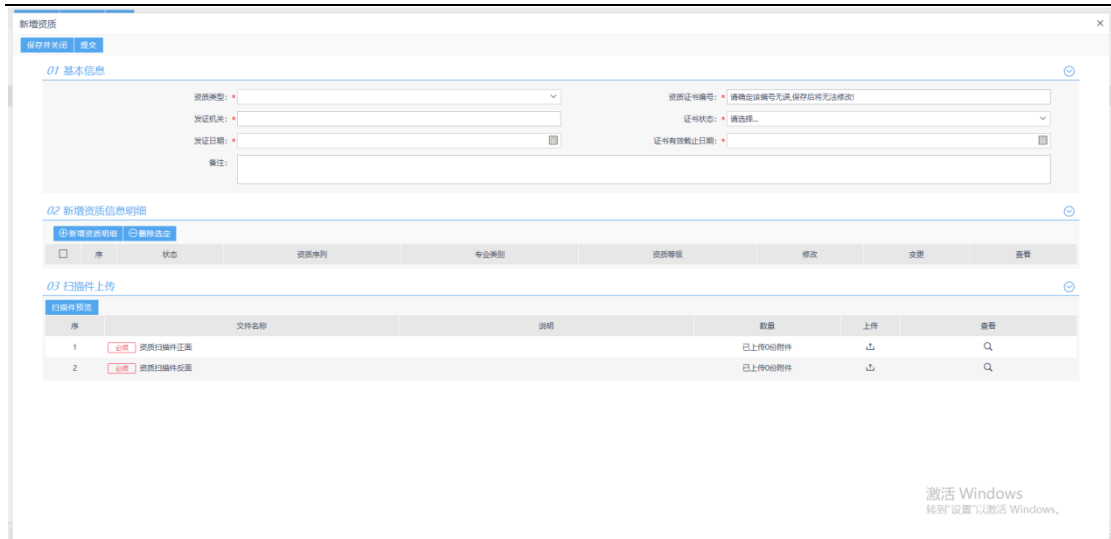 新增资质
保存并关闭 提交
01 基本信息
资质类型: * 资质证书编号: * 请确定该编号无误,保存后将无法修改!
发证机关: * 证书状态: * 请选择...
发证日期: * 证书有效截止日期: *
备注:
02 新增资质信息明细
新增资质明细 删除选定
序 状态 资质序列 专业类别 资质等级 修改 变更 查看
03 扫描件上传
扫描件预览
序 文件名称 说明 数量 上传 查看
1 必须 资质扫描件正面 已上传0份附件
2 必须 资质扫描件反面 已上传0份附件
激活 Windows
转到"设置"以激活 Windows。